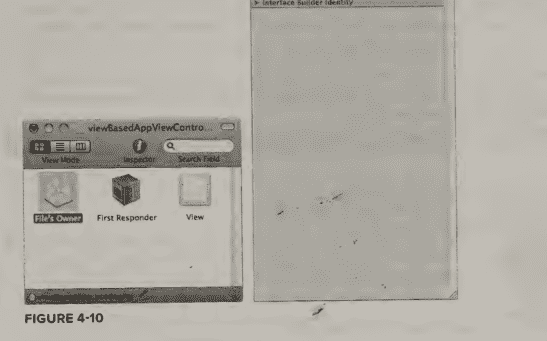 Interface Builder Identity
viewBasedAppViewContro...
View Mode Inspector Search Field
File's Owner First Responder View
FIGURE 4-10